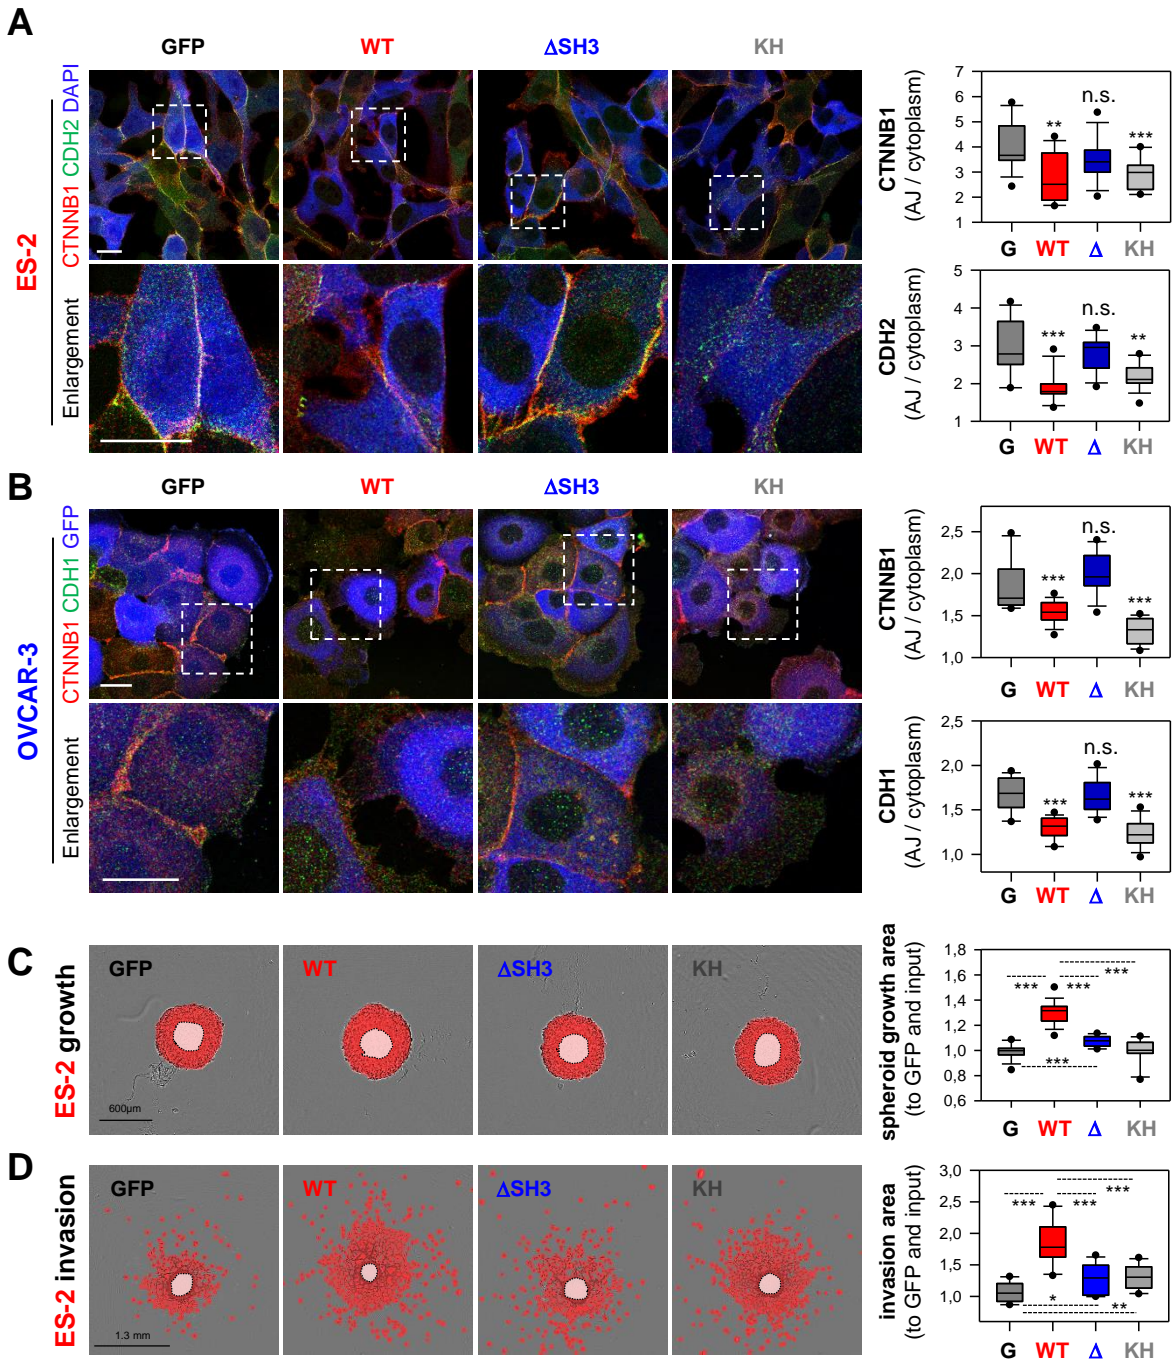 A
GFP
WT
ΔSH3
KH
ES-2
CTNNB1 CDH2 DAPI
Enlargement
CTNNB1
(AJ / cytoplasm)
7
6
5
4
3
2
1
**
n.s.
***
G
WT
Δ
KH
CDH2
(AJ / cytoplasm)
5
4
3
2
1
***
n.s.
**
G
WT
Δ
KH
B
GFP
WT
ΔSH3
KH
OVCAR-3
CTNNB1 CDH1 GFP
Enlargement
CTNNB1
(AJ / cytoplasm)
2,5
2,0
1,5
1,0
***
n.s.
***
G
WT
Δ
KH
CDH1
(AJ / cytoplasm)
2,5
2,0
1,5
1,0
***
n.s.
***
G
WT
Δ
KH
C
ES-2 growth
GFP
WT
ΔSH3
KH
600µm
spheroid growth area
(to GFP and input)
1,8
1,6
1,4
1,2
1,0
0,8
0,6
***
***
***
***
G
WT
Δ
KH
D
ES-2 invasion
GFP
WT
ΔSH3
KH
1.3 mm
invasion area
(to GFP and input)
3,0
2,5
2,0
1,5
1,0
***
***
***
*
**
G
WT
Δ
KH